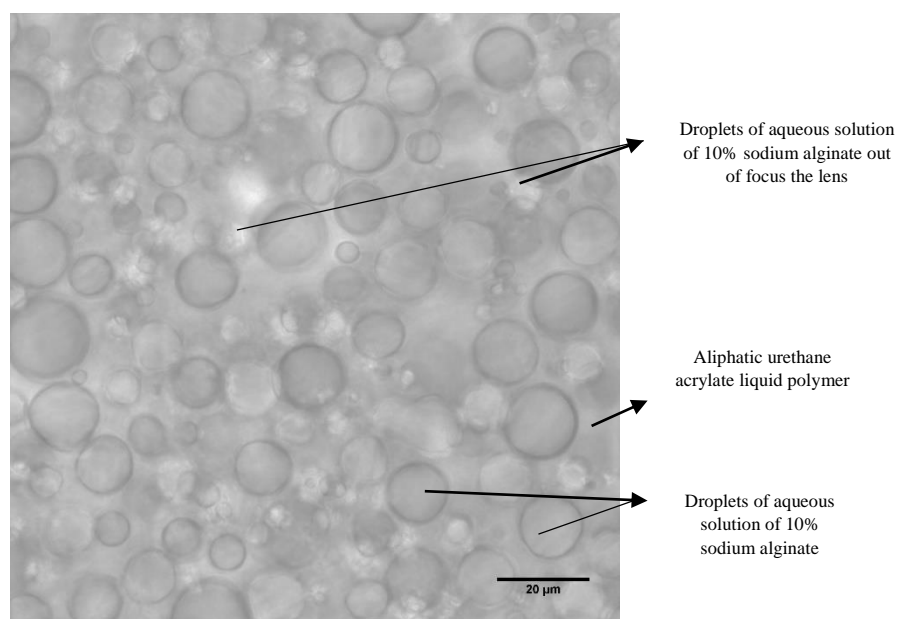 Droplets of aqueous solution
of 10% sodium alginate out
of focus the lens
Aliphatic urethane
acrylate liquid polymer
Droplets of aqueous
solution of 10%
sodium alginate
20 µm